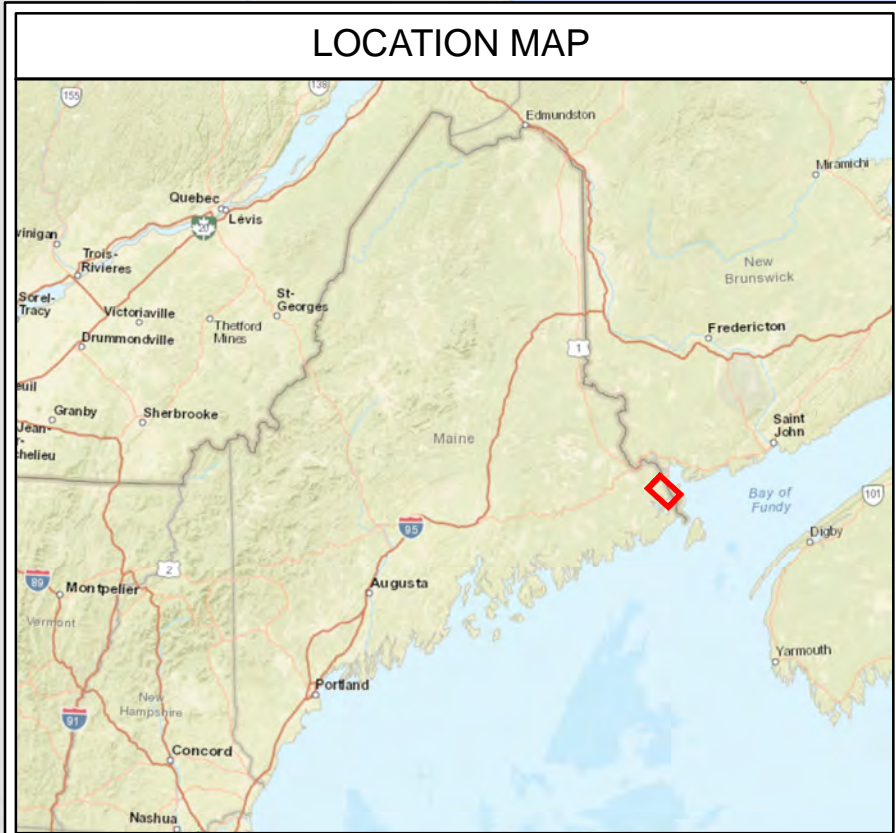 LOCATION MAP
155
138
Edmundston
Miramichi
Quebec
Lévis
20
vinigan
Trois-
Rivieres
New
Brunswick
Sorel-
Tracy
Victoriaville
St-
Georges
Thetford
Mines
Drummondville
Fredericton
1
euil
Granby
Sherbrooke
Jean-
r-
chelieu
Maine
Saint
John
Bay of
Fundy
101
95
Digby
2
89
Montpelier
Augusta
Vermont
Yarmouth
Portland
New
Hampshire
91
Concord
Nashua